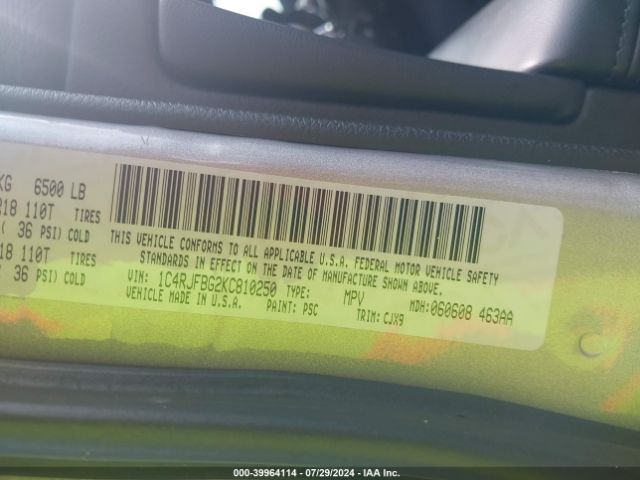 KG 6500 LB
R18 110T TIRES
( 36 PSI) COLD
18 110T TIRES
( 36 PSI) COLD
THIS VEHICLE CONFORMS TO ALL APPLICABLE U.S.A. FEDERAL MOTOR VEHICLE SAFETY
STANDARDS IN EFFECT ON THE DATE OF MANUFACTURE SHOWN ABOVE.
VIN: 1C4RJFBG2KC810250 TYPE: MPV MDH:060608 463AA
VEHICLE MADE IN U.S.A. PAINT: PSC TRIM: CJX9
000-39964114 / 07/29/2024 / IAA Inc.